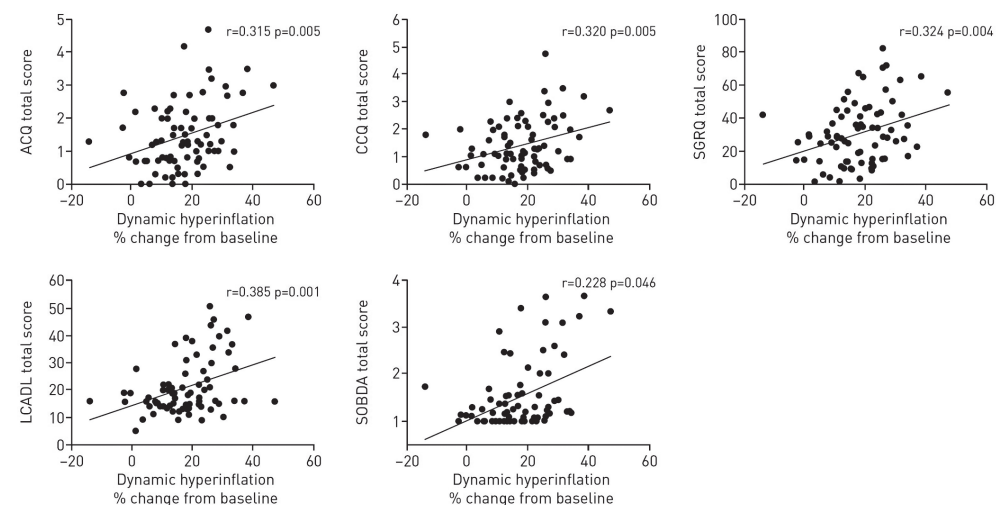 ACQ total score
5
4
3
2
1
0
r=0.315 p=0.005
–20 0 20 40 60
Dynamic hyperinflation
% change from baseline
CCQ total score
6
5
4
3
2
1
0
r=0.320 p=0.005
–20 0 20 40 60
Dynamic hyperinflation
% change from baseline
SGRQ total score
100
80
60
40
20
0
r=0.324 p=0.004
–20 0 20 40 60
Dynamic hyperinflation
% change from baseline
LCADL total score
60
50
40
30
20
10
0
r=0.385 p=0.001
–20 0 20 40 60
Dynamic hyperinflation
% change from baseline
SOBDA total score
4
3
2
1
r=0.228 p=0.046
–20 0 20 40 60
Dynamic hyperinflation
% change from baseline